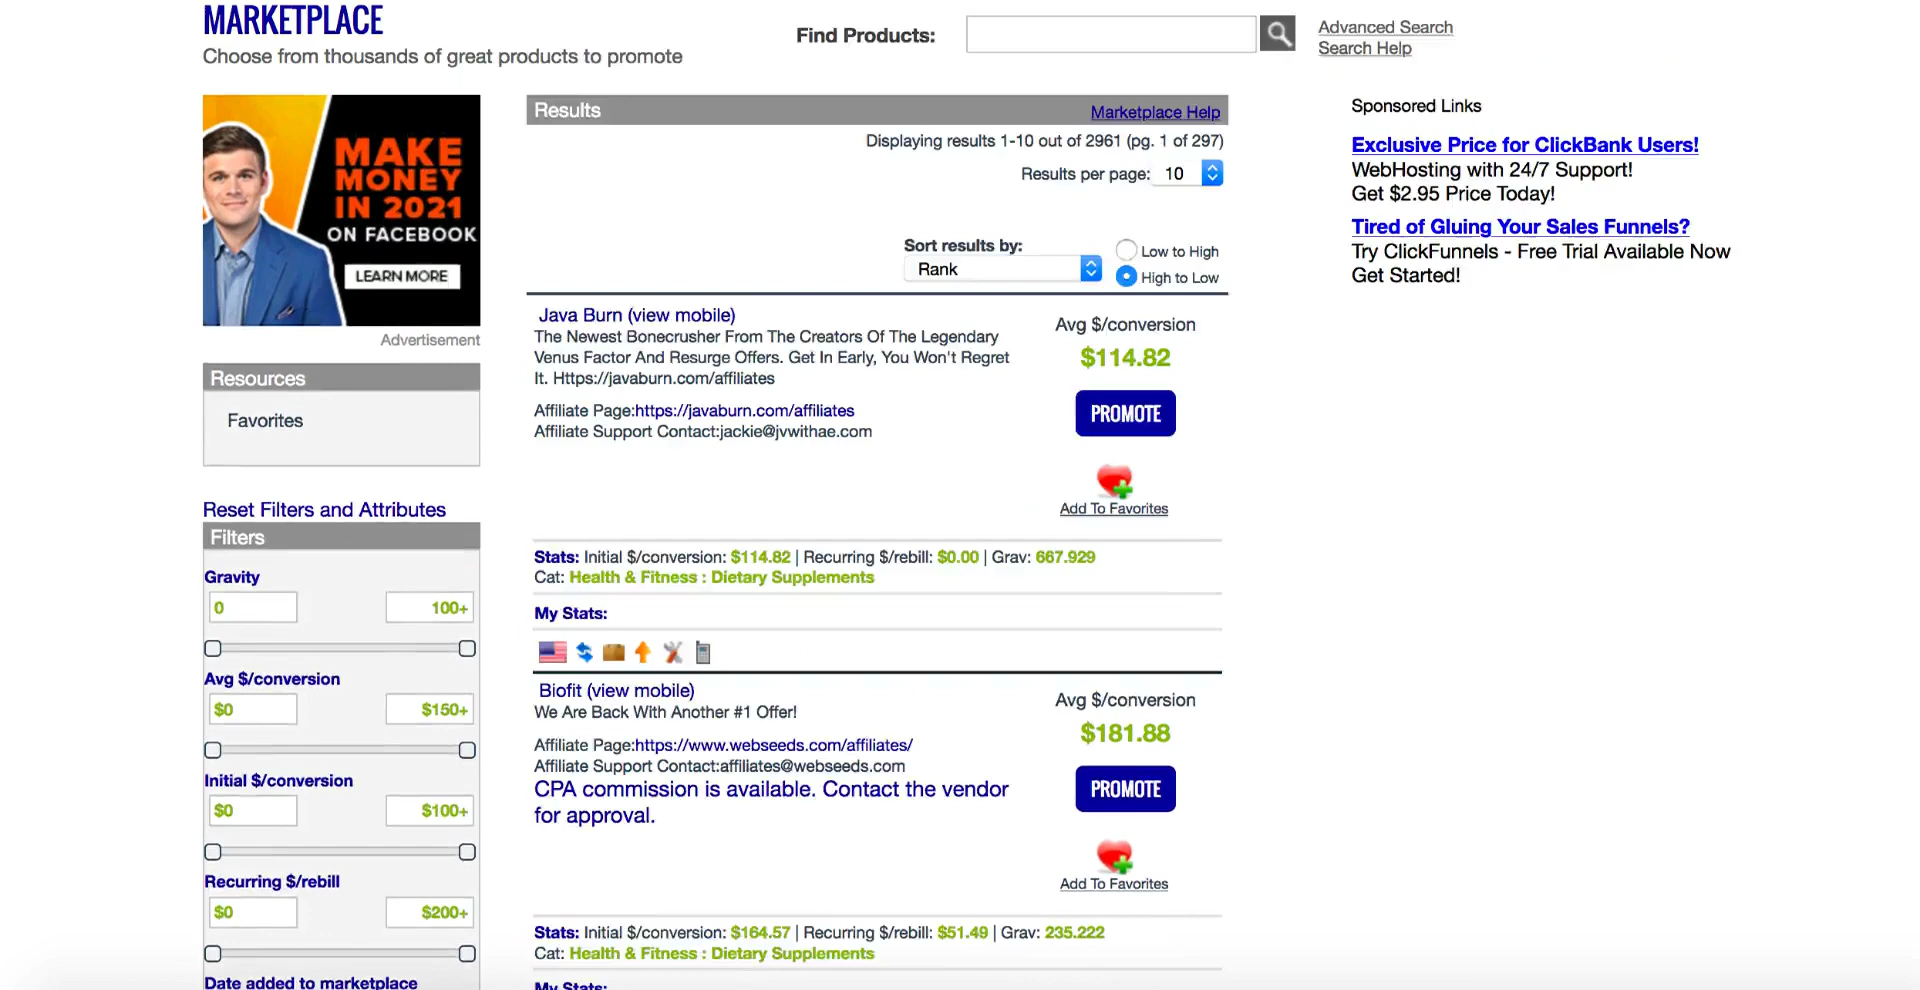 MARKETPLACE
Choose from thousands of great products to promote
Find Products:
Advanced Search
Search Help
MAKE
MONEY
IN 2021
ON FACEBOOK
LEARN MORE
Advertisement
Resources
Favorites
Reset Filters and Attributes
Filters
Gravity
0 100+
Avg $/conversion
$0 $150+
Initial $/conversion
$0 $100+
Recurring $/rebill
$0 $200+
Date added to marketplace
Results Marketplace Help
Displaying results 1-10 out of 2961 (pg. 1 of 297)
Results per page: 10
Sort results by:
Rank
Low to High
High to Low
Java Burn (view mobile)
The Newest Bonecrusher From The Creators Of The Legendary
Venus Factor And Resurge Offers. Get In Early, You Won't Regret
It. Https://javaburn.com/affiliates
Affiliate Page:https://javaburn.com/affiliates
Affiliate Support Contact:jackie@jvwithae.com
Avg $/conversion
$114.82
PROMOTE
Add To Favorites
Stats: Initial $/conversion: $114.82 | Recurring $/rebill: $0.00 | Grav: 667.929
Cat: Health & Fitness : Dietary Supplements
My Stats:
Biofit (view mobile)
We Are Back With Another #1 Offer!
Affiliate Page:https://www.webseeds.com/affiliates/
Affiliate Support Contact:affiliates@webseeds.com
CPA commission is available. Contact the vendor
for approval.
Avg $/conversion
$181.88
PROMOTE
Add To Favorites
Stats: Initial $/conversion: $164.57 | Recurring $/rebill: $51.49 | Grav: 235.222
Cat: Health & Fitness : Dietary Supplements
My Stats:
Sponsored Links
Exclusive Price for ClickBank Users!
WebHosting with 24/7 Support!
Get $2.95 Price Today!
Tired of Gluing Your Sales Funnels?
Try ClickFunnels - Free Trial Available Now
Get Started!